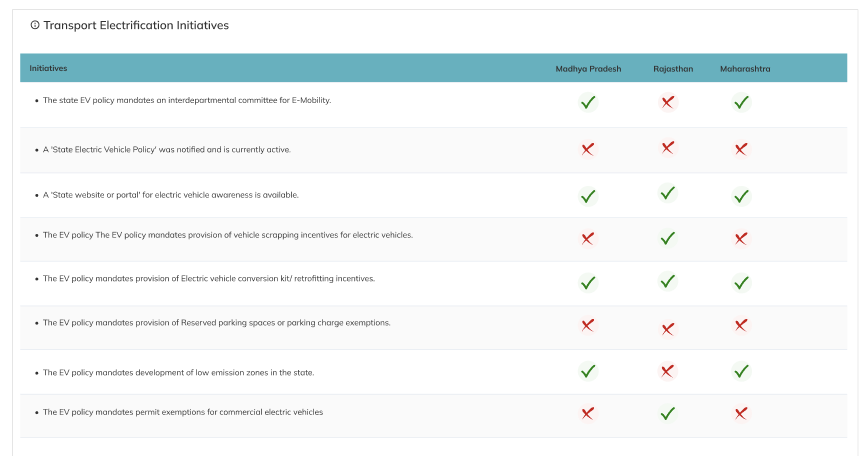 Transport Electrification Initiatives
Initiatives Madhya Pradesh Rajasthan Maharashtra
• The state EV policy mandates an interdepartmental committee for E-Mobility.
• A 'State Electric Vehicle Policy' was notified and is currently active.
• A 'State website or portal' for electric vehicle awareness is available.
• The EV policy The EV policy mandates provision of vehicle scrapping incentives for electric vehicles.
• The EV policy mandates provision of Electric vehicle conversion kit/ retrofitting incentives.
• The EV policy mandates provision of Reserved parking spaces or parking charge exemptions.
• The EV policy mandates development of low emission zones in the state.
• The EV policy mandates permit exemptions for commercial electric vehicles